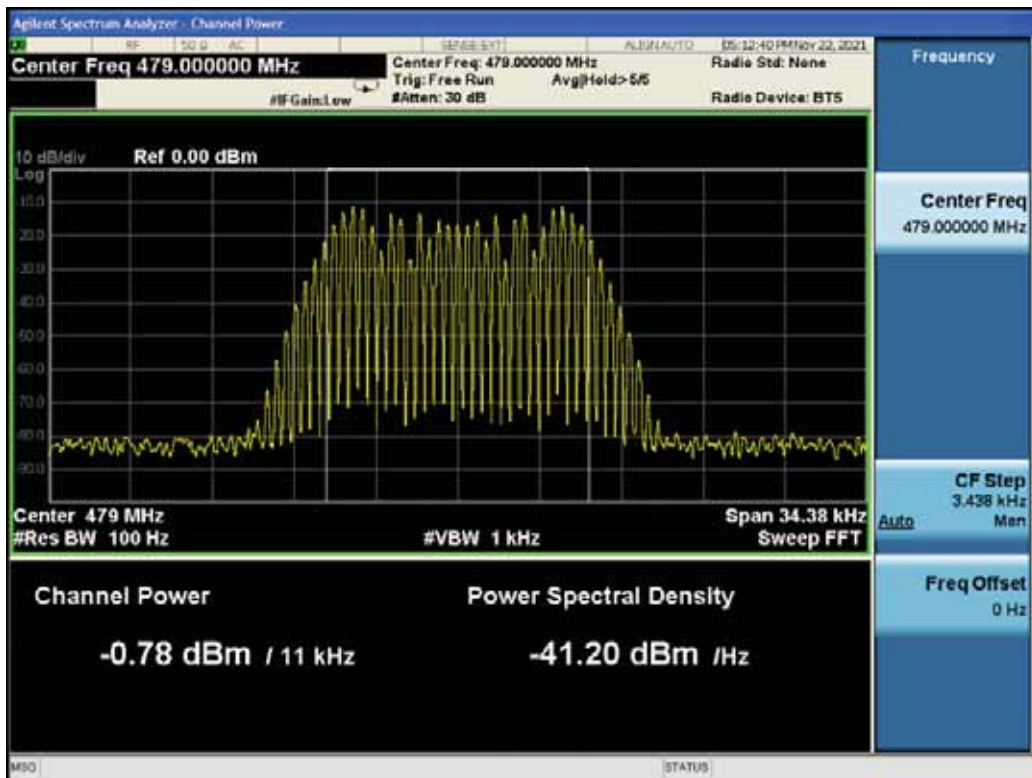 Agilent Spectrum Analyzer - Channel Power
RF 50 Ω AC SENSE:EXT ALIGN AUTO 05:12:40 PM Nov 22, 2021
Center Freq 479.000000 MHz
Center Freq: 479.000000 MHz
Radio Std: None
Trig: Free Run Avg|Hold:> 5/5
#IFGain:Low
#Atten: 30 dB
Radio Device: BTS
Frequency
10 dB/div Ref 0.00 dBm
Log
-10.0
-20.0
-30.0
-40.0
-50.0
-60.0
-70.0
-80.0
-90.0
Center 479 MHz
Span 34.38 kHz
#Res BW 100 Hz
#VBW 1 kHz
Sweep FFT
Channel Power
Power Spectral Density
-0.78 dBm / 11 kHz
-41.20 dBm /Hz
Center Freq
479.000000 MHz
CF Step
3.438 kHz
Auto Man
Freq Offset
0 Hz
MSG
STATUS